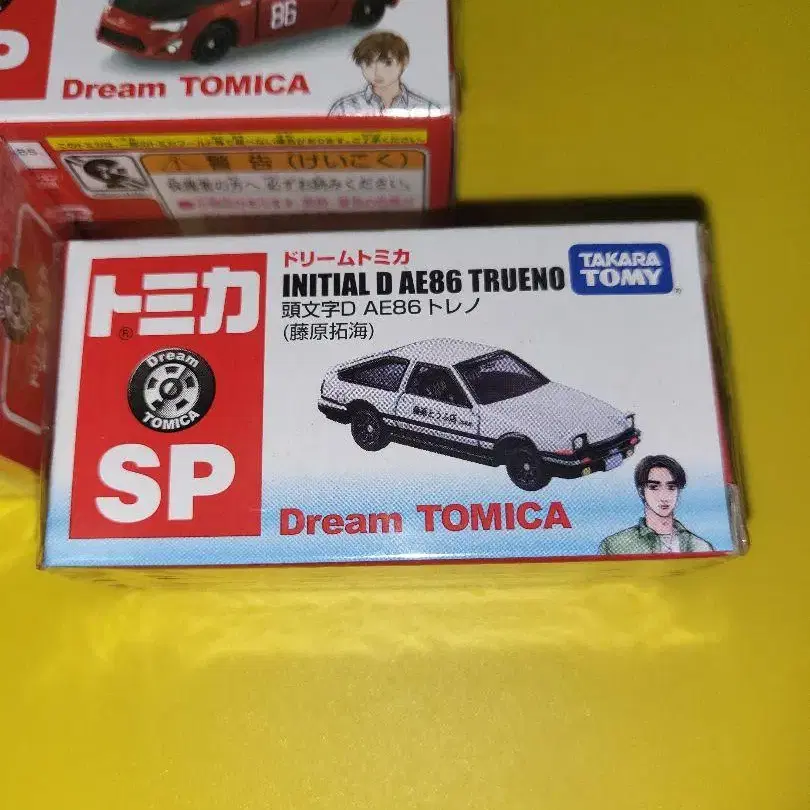 86
Dream TOMICA
警告(けいこく)
ドリームトミカ
INITIAL D AE86 TRUENO
頭文字D AE86 トレノ
(藤原拓海)
TAKARA
TOMY
トミカ
®
Dream
TOMICA
SP
Dream TOMICA